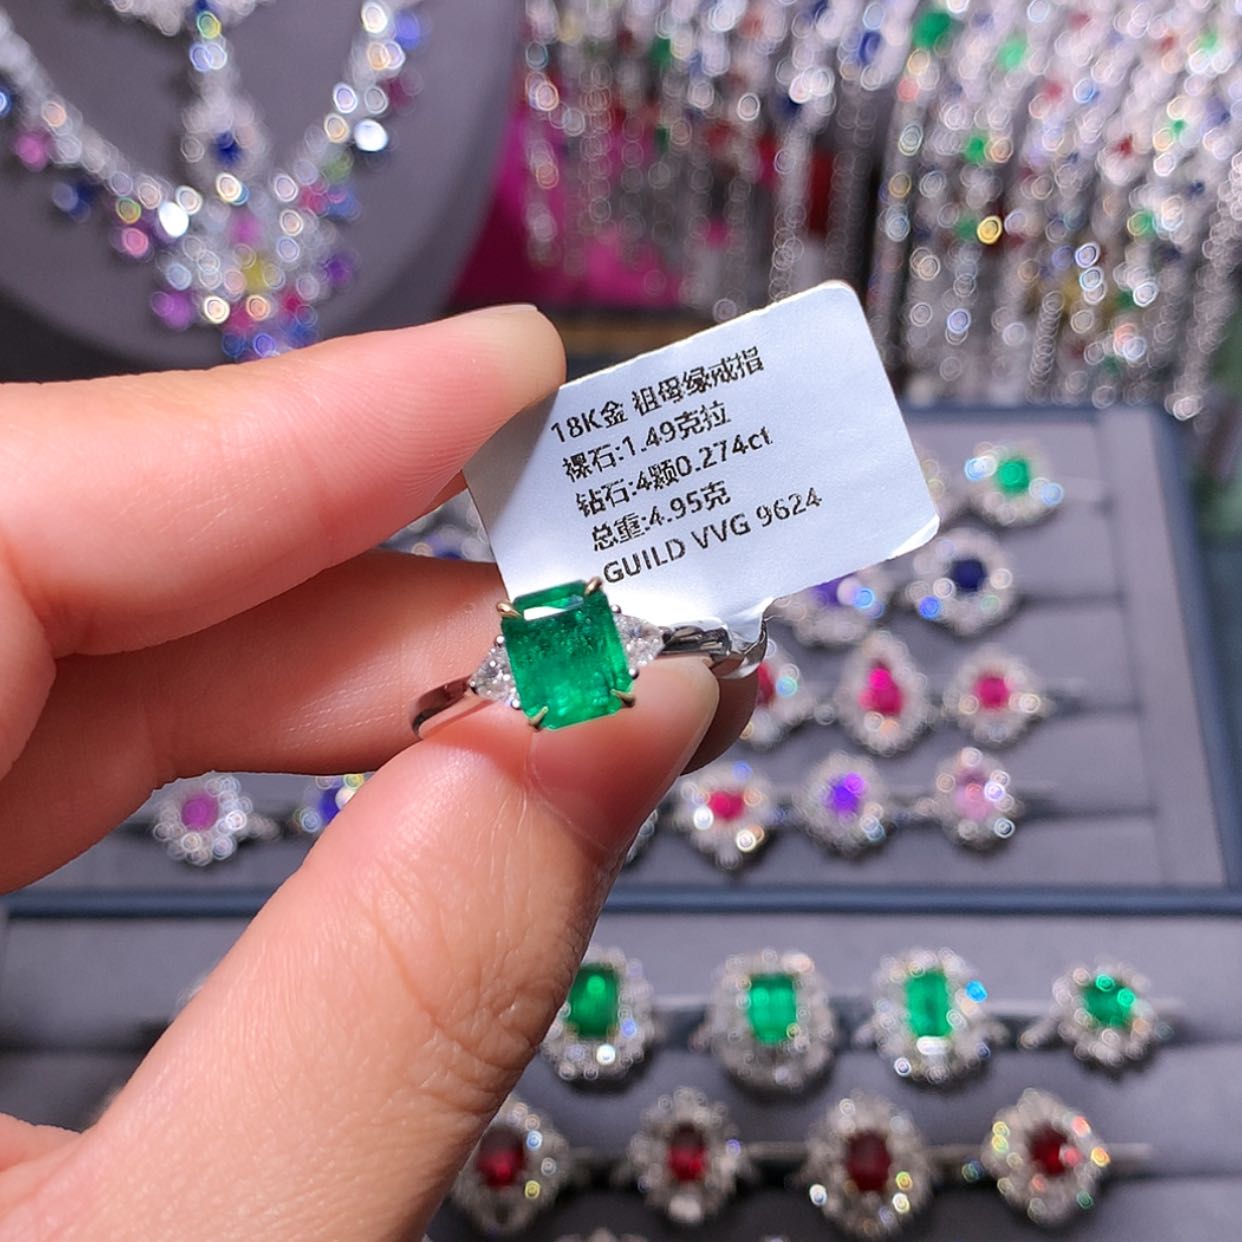 18K金 祖母绿戒指
裸石:1.49克拉
钻石:4颗0.274ct
总重:4.95克
GUILD VVG 9624